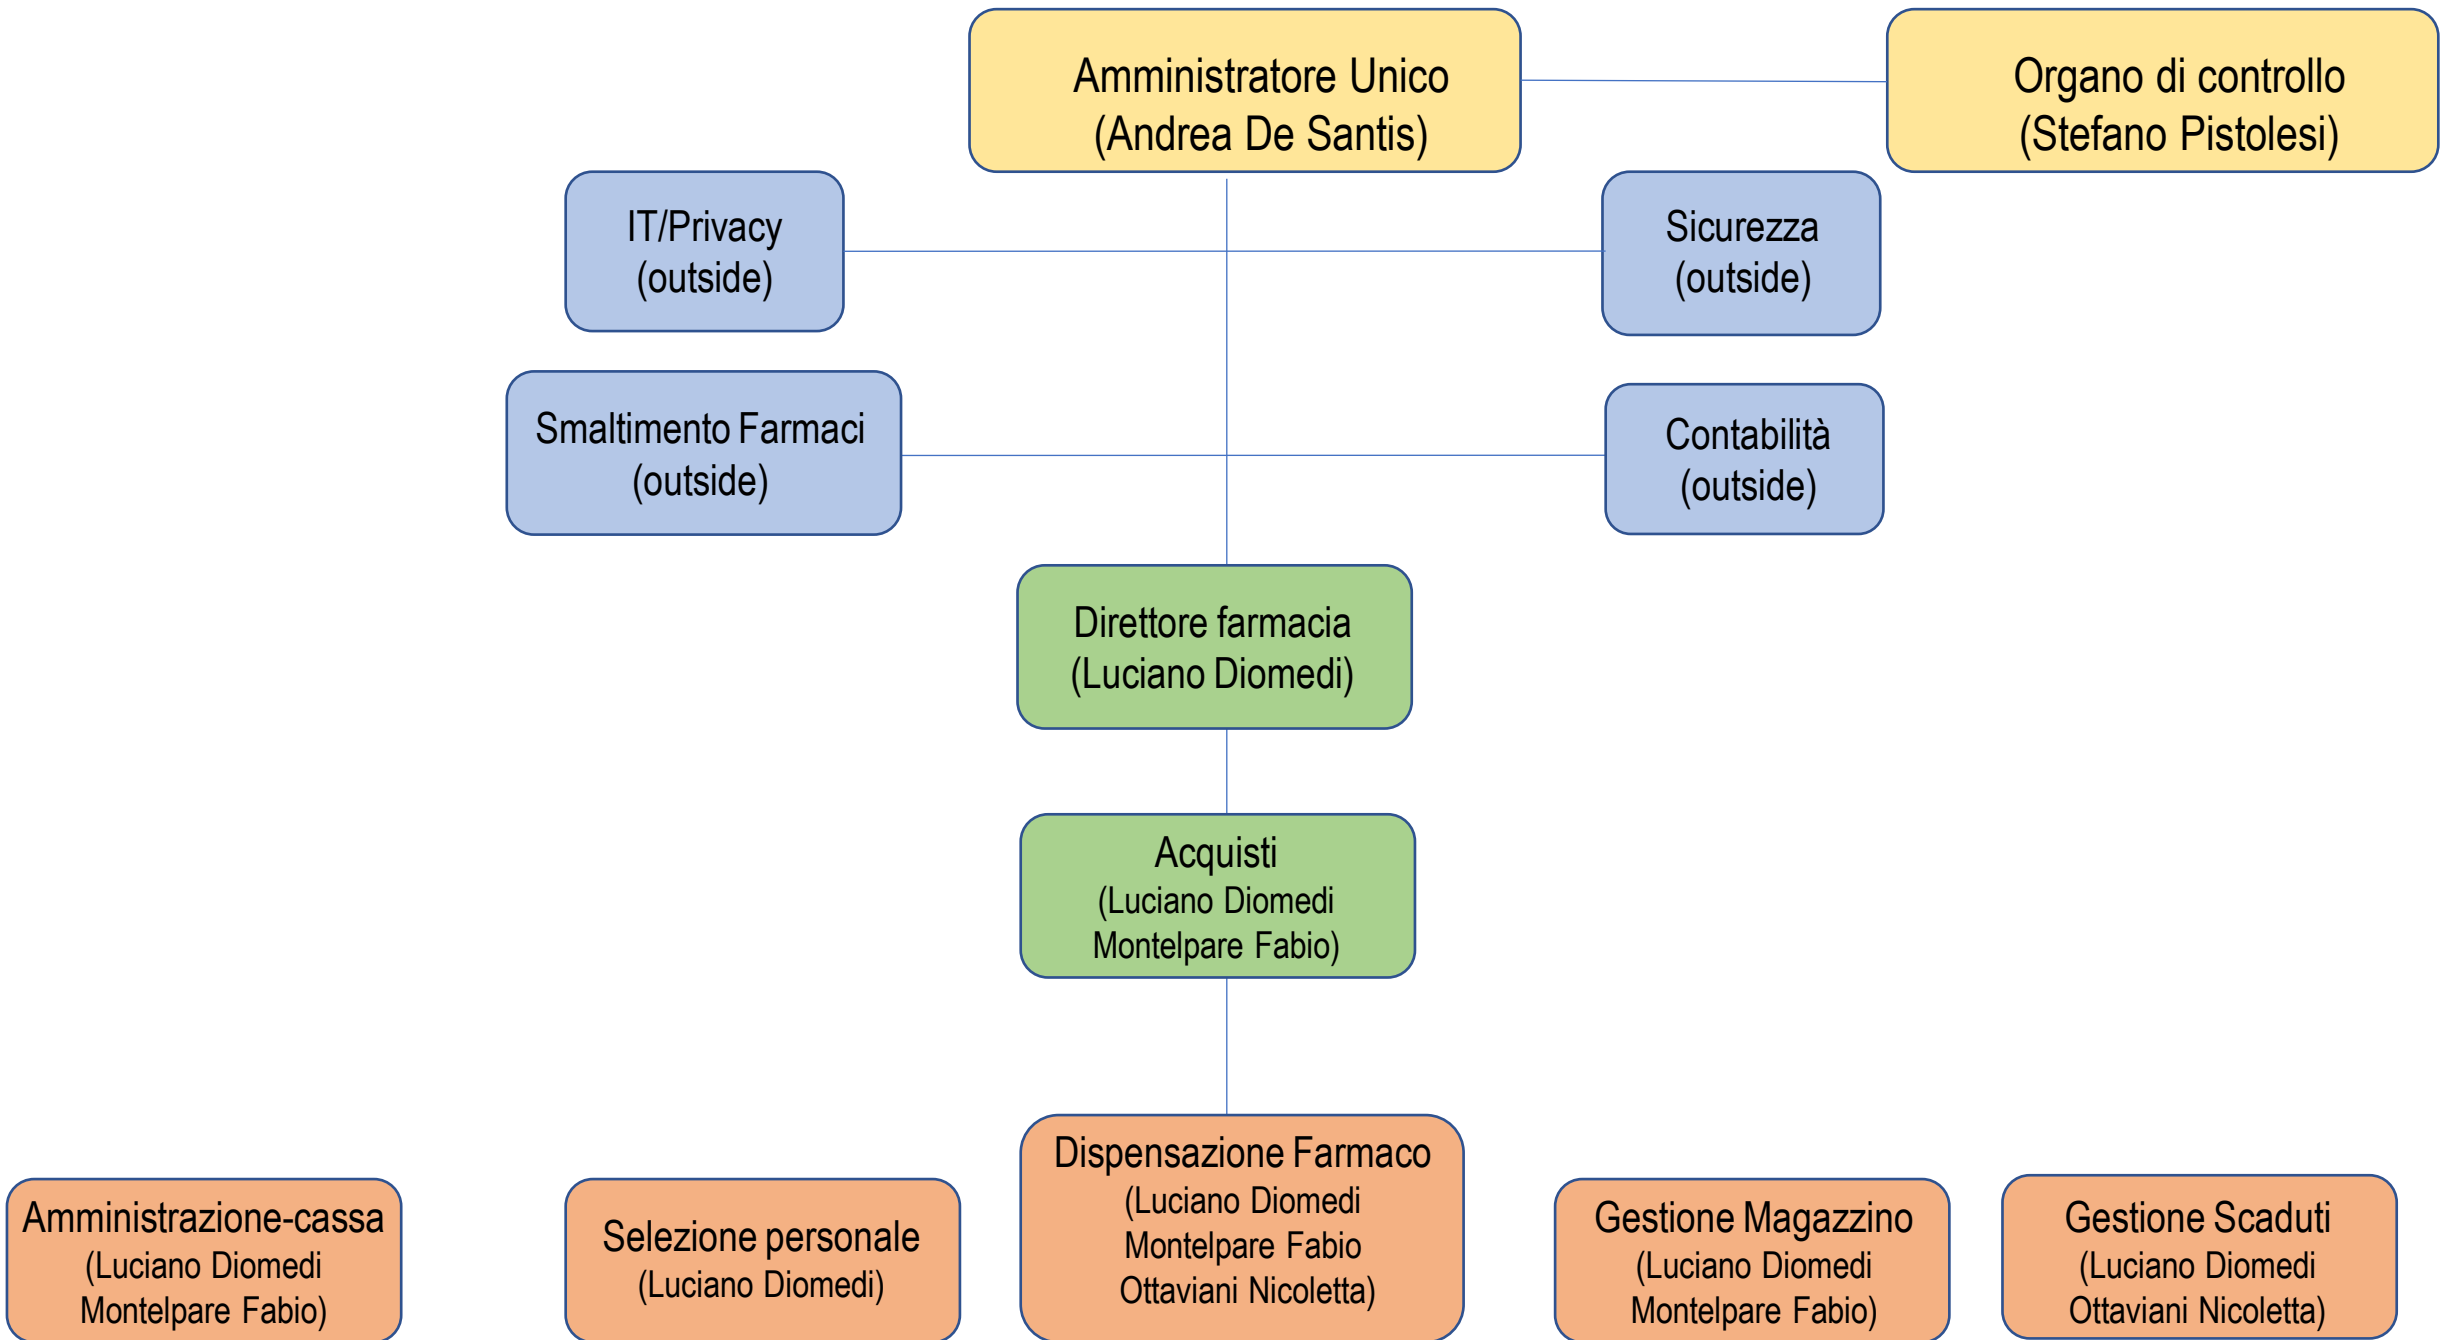 Amministratore Unico
(Andrea De Santis)
Organo di controllo
(Stefano Pistolesi)
IT/Privacy
(outside)
Sicurezza
(outside)
Smaltimento Farmaci
(outside)
Contabilità
(outside)
Direttore farmacia
(Luciano Diomedi)
Acquisti
(Luciano Diomedi
Montelpare Fabio)
Amministrazione-cassa
(Luciano Diomedi
Montelpare Fabio)
Selezione personale
(Luciano Diomedi)
Dispensazione Farmaco
(Luciano Diomedi
Montelpare Fabio
Ottaviani Nicoletta)
Gestione Magazzino
(Luciano Diomedi
Montelpare Fabio)
Gestione Scaduti
(Luciano Diomedi
Ottaviani Nicoletta)